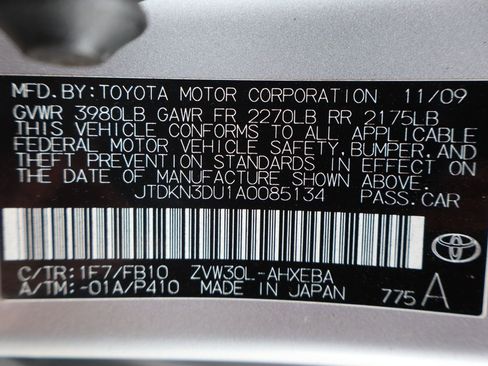 MFD. BY: TOYOTA MOTOR CORPORATION 11/09
GVWR 3980LB GAWR FR 2270LB RR 2175LB
THIS VEHICLE CONFORMS TO ALL APPLICABLE
FEDERAL MOTOR VEHICLE SAFETY, BUMPER, AND
THEFT PREVENTION STANDARDS IN EFFECT ON
THE DATE OF MANUFACTURE SHOWN ABOVE.
JTDKN3DU1A0085134 PASS. CAR
C/TR: 1F7/FB10 ZVW30L-AHXEBA
A/TM: -01A/P410 MADE IN JAPAN 775 A
TOYOTA